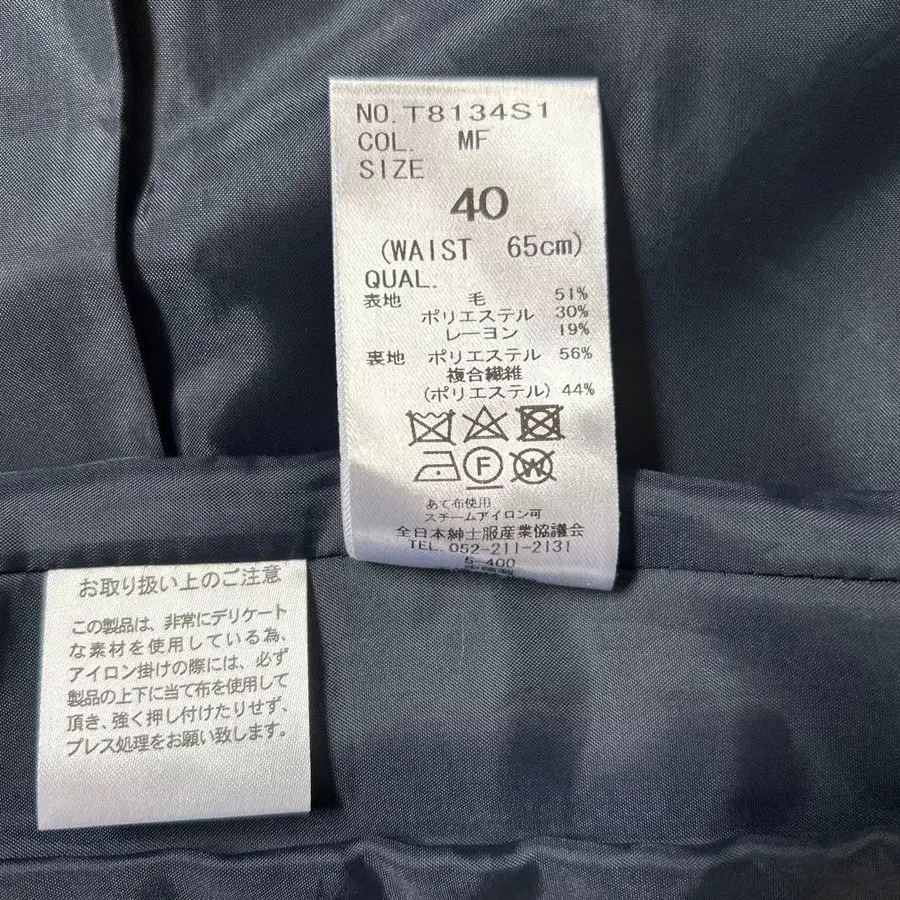 NO.T8134S1
COL. MF
SIZE
40
(WAIST 65cm)
QUAL.
表地 毛 51%
ポリエステル 30%
レーヨン 19%
裏地 ポリエステル 56%
複合繊維
(ポリエステル) 44%
F W
あて布使用
スチームアイロン可
全日本紳士服産業協議会
TEL. 052-211-2131
5-400
お取り扱い上のご注意
この製品は、非常にデリケート
な素材を使用している為、
アイロン掛けの際には、必ず
製品の上下に当て布を使用して
頂き、強く押し付けたりせず、
プレス処理をお願い致します。